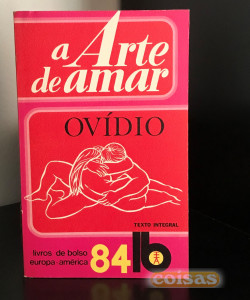 a Arte
de amar
OVÍDIO
TEXTO INTEGRAL
livros de bolso
europa américa
84
lb
coisas